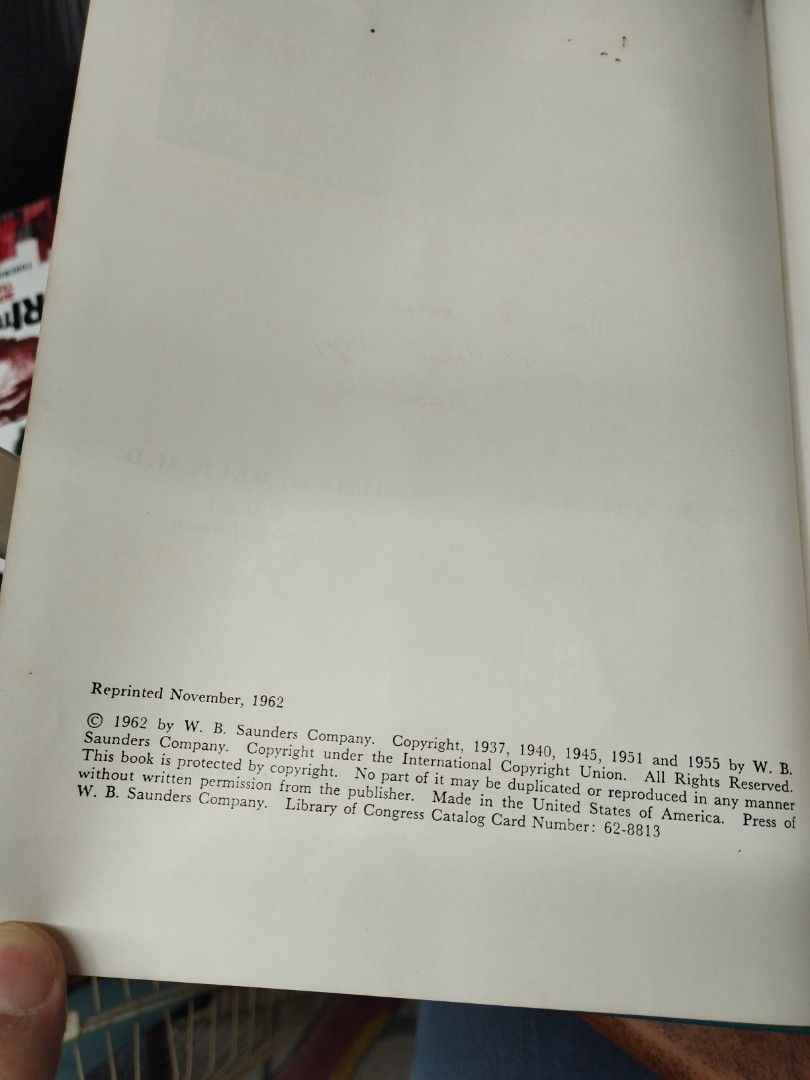 Reprinted November, 1962
© 1962 by W. B. Saunders Company. Copyright, 1937, 1940, 1945, 1951 and 1955 by W. B.
Saunders Company. Copyright under the International Copyright Union. All Rights Reserved.
This book is protected by copyright. No part of it may be duplicated or reproduced in any manner
without written permission from the publisher. Made in the United States of America. Press of
W. B. Saunders Company. Library of Congress Catalog Card Number: 62-8813